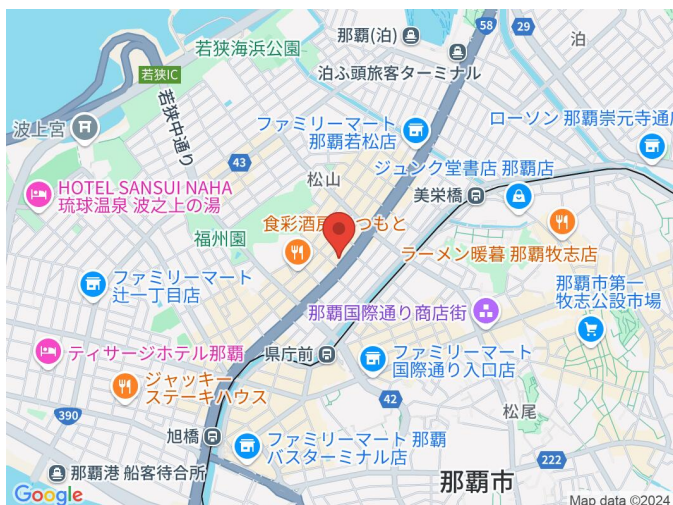 若狭海浜公園
那覇(泊)
泊
泊ふ頭旅客ターミナル
若狭IC
若狭中通り
波上宮
ファミリーマート
那覇若松店
ローソン 那覇崇元寺通店
43
ジュンク堂書店 那覇店
松山
HOTEL SANSUI NAHA
琉球温泉 波之上の湯
美栄橋
食彩酒房
つもと
福州園
ラーメン暖暮 那覇牧志店
ファミリーマート
辻一丁目店
那覇市第一
牧志公設市場
那覇国際通り商店街
ティサージホテル那覇
県庁前
ファミリーマート
国際通り入口店
ジャッキー
ステーキハウス
42
松尾
390
旭橋
ファミリーマート 那覇
バスターミナル店
222
那覇港 船客待合所
那覇市
58
29
Google
Map data ©2024